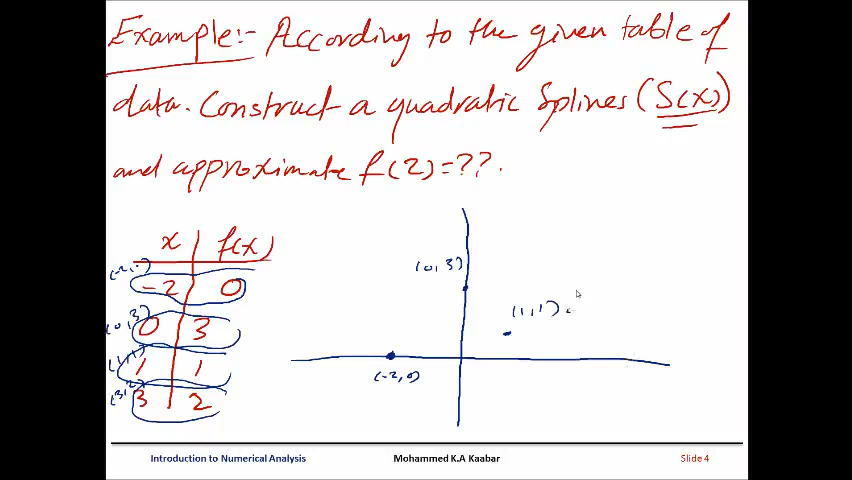 Example:- According to the given table of
data. Construct a quadratic Splines (S(x))
and approximate f(2)=??.
x f(x)
-2 0
(0,3)
0 3
(1,1)
1 1
(3,2)
3 2
(0,3)
(1,1)
(-2,0)
Introduction to Numerical Analysis Mohammed K.A Kaabar Slide 4